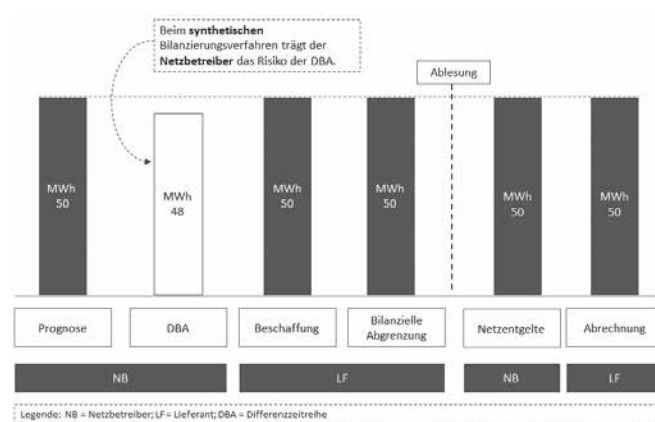 Beim synthetischen
Bilanzierungsverfahren trägt der
Netzbetreiber das Risiko der DBA.
Ablesung
MWh
50
MWh
48
MWh
50
MWh
50
MWh
50
MWh
50
Prognose
DBA
Beschaffung
Bilanzielle
Abgrenzung
Netzentgelte
Abrechnung
NB
LF
NB
LF
Legende: NB = Netzbetreiber; LF = Lieferant; DBA = Differenzzeitreihe